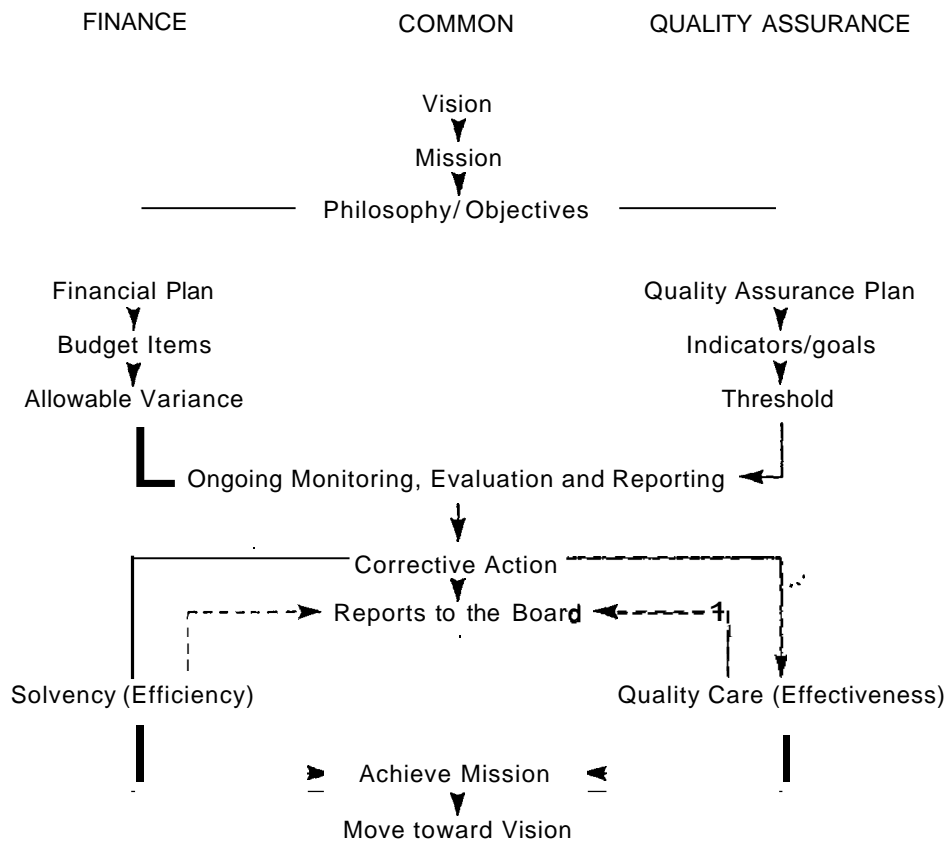 FINANCE COMMON QUALITY ASSURANCE
Vision
Mission
Philosophy/Objectives
Financial Plan Quality Assurance Plan
Budget Items Indicators/goals
Allowable Variance Threshold
Ongoing Monitoring, Evaluation and Reporting
Corrective Action
Reports to the Board
Solvency (Efficiency) Quality Care (Effectiveness)
Achieve Mission
Move toward Vision